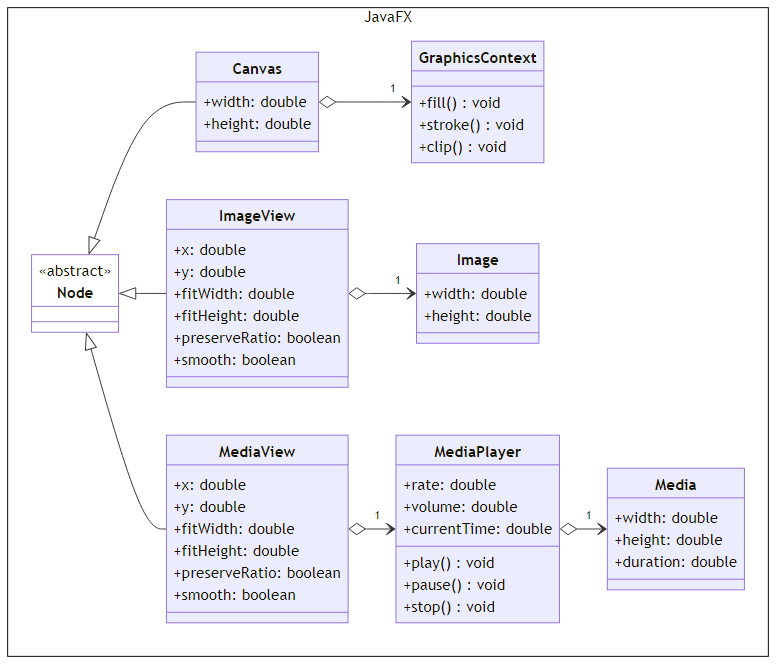 JavaFX
Canvas
+width: double
+height: double
1
GraphicsContext
+fill() : void
+stroke() : void
+clip() : void
«abstract»
Node
ImageView
+x: double
+y: double
+fitWidth: double
+fitHeight: double
+preserveRatio: boolean
+smooth: boolean
1
Image
+width: double
+height: double
MediaView
+x: double
+y: double
+fitWidth: double
+fitHeight: double
+preserveRatio: boolean
+smooth: boolean
1
MediaPlayer
+rate: double
+volume: double
+currentTime: double
+play() : void
+pause() : void
+stop() : void
1
Media
+width: double
+height: double
+duration: double